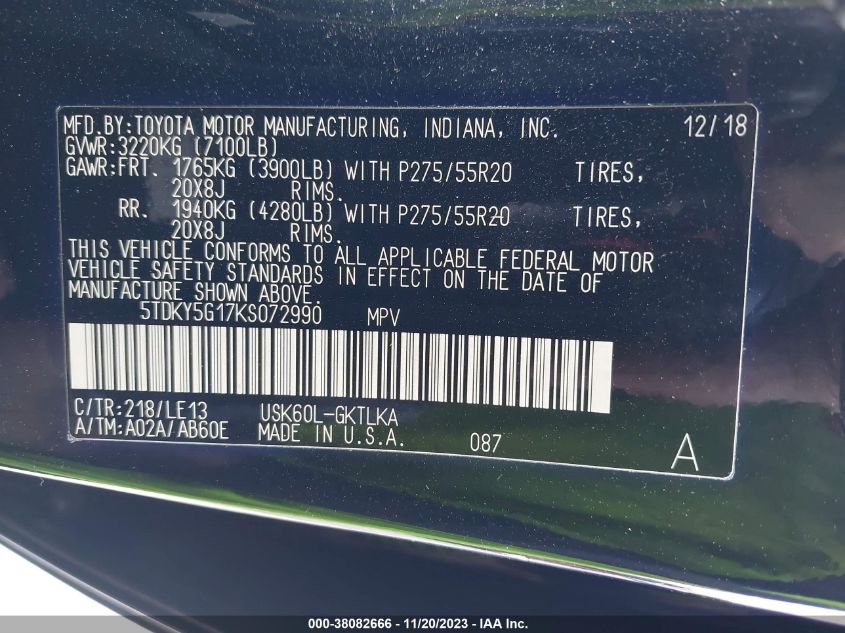 MFD.BY:TOYOTA MOTOR MANUFACTURING, INDIANA, INC. 12/18
GVWR:3220KG (7100LB)
GAWR:FRT. 1765KG (3900LB) WITH P275/55R20 TIRES,
20X8J RIMS.
RR. 1940KG (4280LB) WITH P275/55R20 TIRES,
20X8J RIMS.
THIS VEHICLE CONFORMS TO ALL APPLICABLE FEDERAL MOTOR
VEHICLE SAFETY STANDARDS IN EFFECT ON THE DATE OF
MANUFACTURE SHOWN ABOVE.
5TDKY5G17KS072990 MPV
C/TR:218/LE13 USK60L-GKTLKA
A/TM:A02A/AB60E MADE IN U.S.A. 087 A
000-38082666 - 11/20/2023 - IAA Inc.